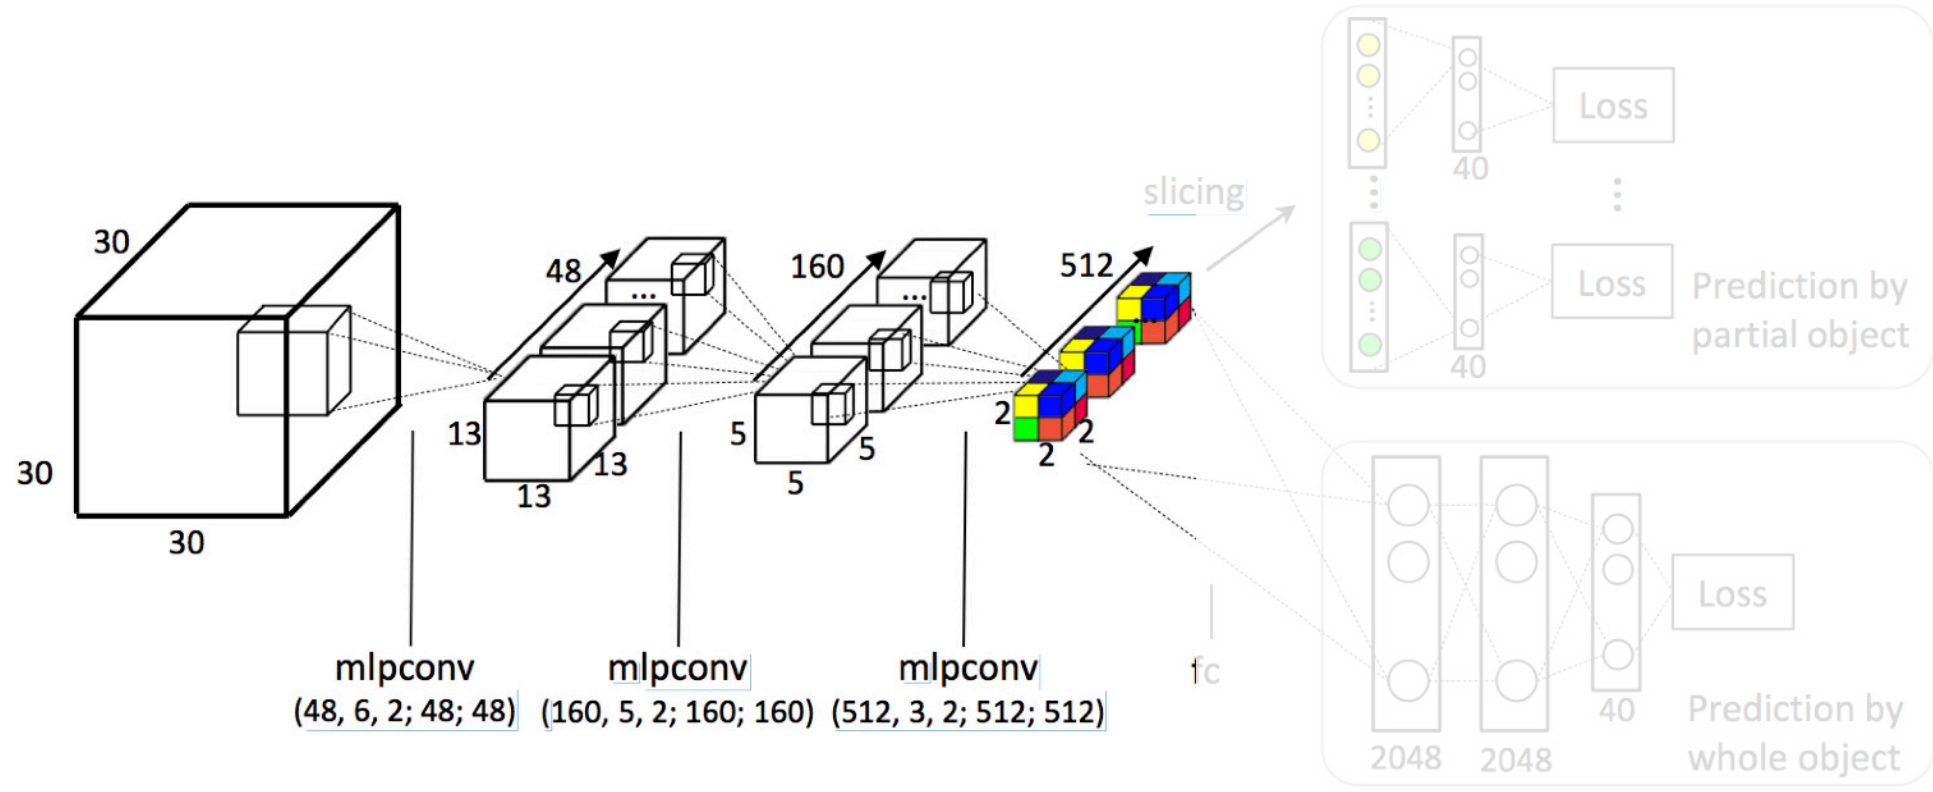 30
30
30
48
13
13
13
mlpconv
(48, 6, 2; 48; 48)
160
5
5
5
mlpconv
(160, 5, 2; 160; 160)
512
2
2
2
...
...
...
mlpconv
(512, 3, 2; 512; 512)
slicing
fc
40
Loss
40
Loss
Prediction by
partial object
2048
2048
40
Loss
Prediction by
whole object